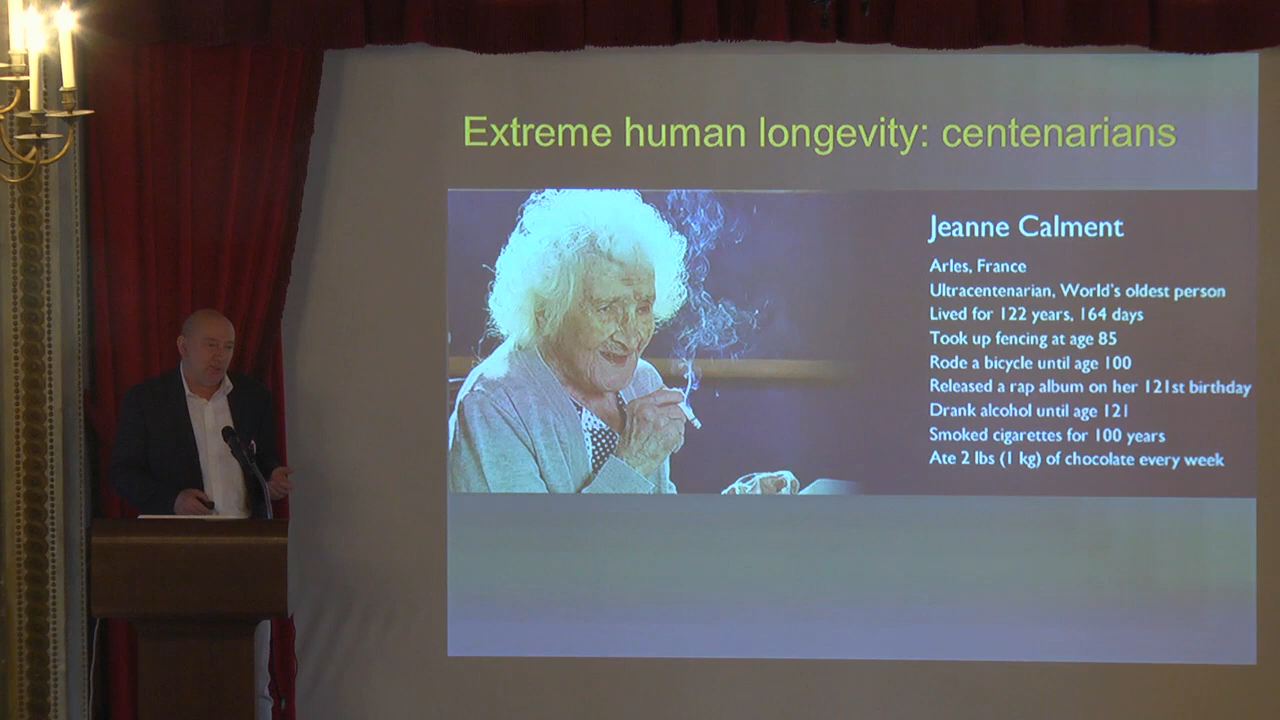 Extreme human longevity: centenarians
Jeanne Calment
Arles, France
Ultracentenarian, World's oldest person
Lived for 122 years, 164 days
Took up fencing at age 85
Rode a bicycle until age 100
Released a rap album on her 121st birthday
Drank alcohol until age 121
Smoked cigarettes for 100 years
Ate 2 lbs (1 kg) of chocolate every week